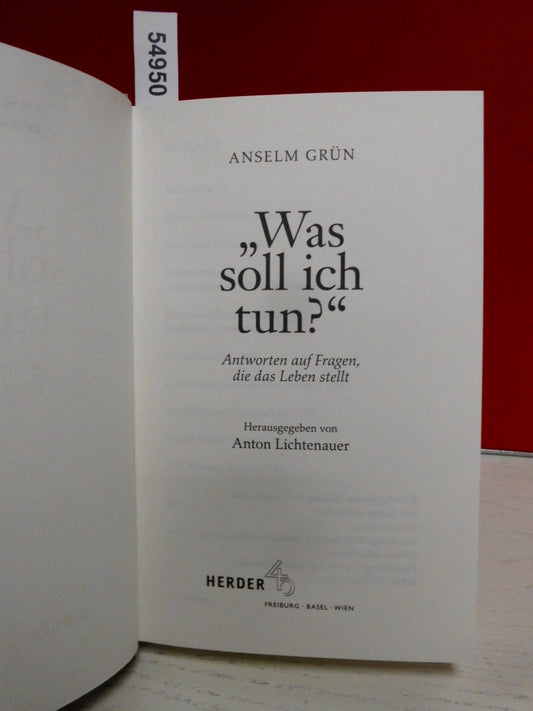 54950
ANSELM GRÜN
„Was
soll ich
tun?“
Antworten auf Fragen,
die das Leben stellt
Herausgegeben von
Anton Lichtenauer
HERDER
FREIBURG · BASEL · WIEN